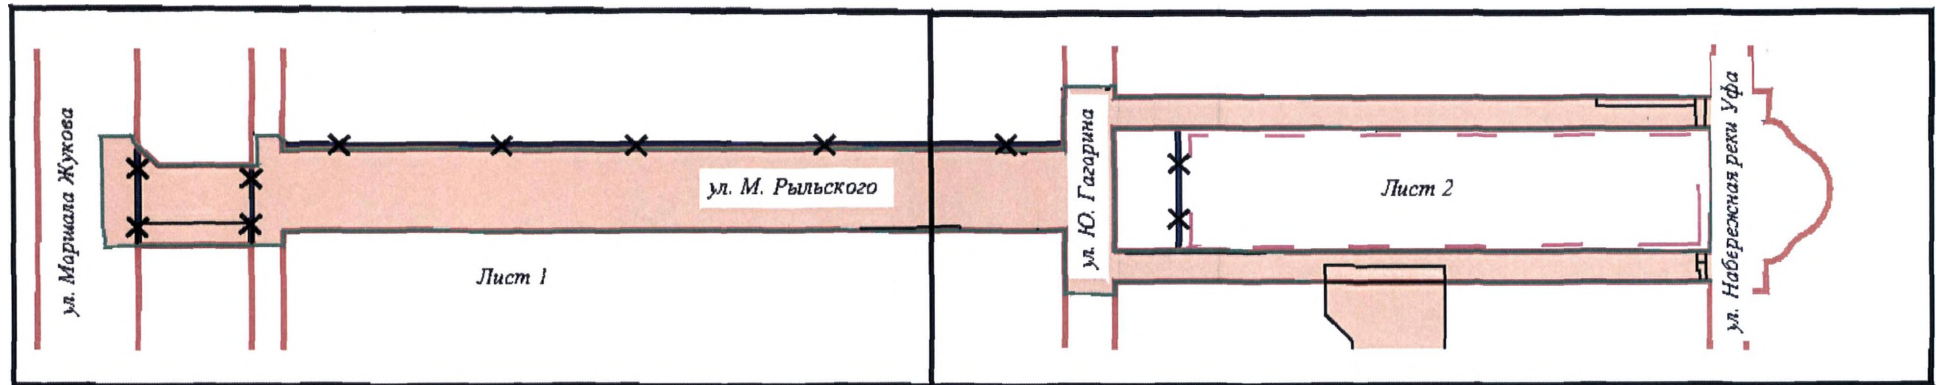 ул. Маршала Жукова
ул. М. Рыльского
Лист 1
ул. Ю. Гагарина
Лист 2
ул. Набережная реки Уфа